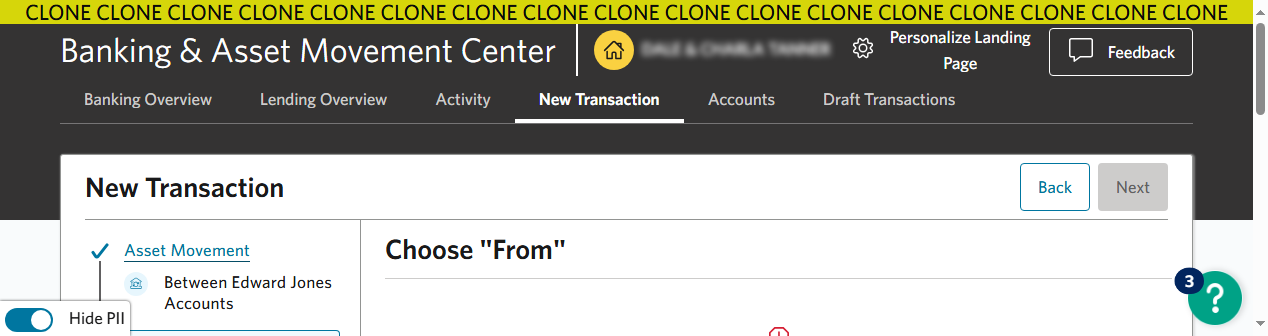 CLONE CLONE CLONE CLONE CLONE CLONE CLONE CLONE CLONE CLONE CLONE CLONE CLONE CLONE CLONE CLONE CLONE
Banking & Asset Movement Center
Personalize Landing
Page
Feedback
Banking Overview Lending Overview Activity New Transaction Accounts Draft Transactions
New Transaction
Back Next
Asset Movement
Between Edward Jones
Accounts
Choose "From"
3
?
Hide PII